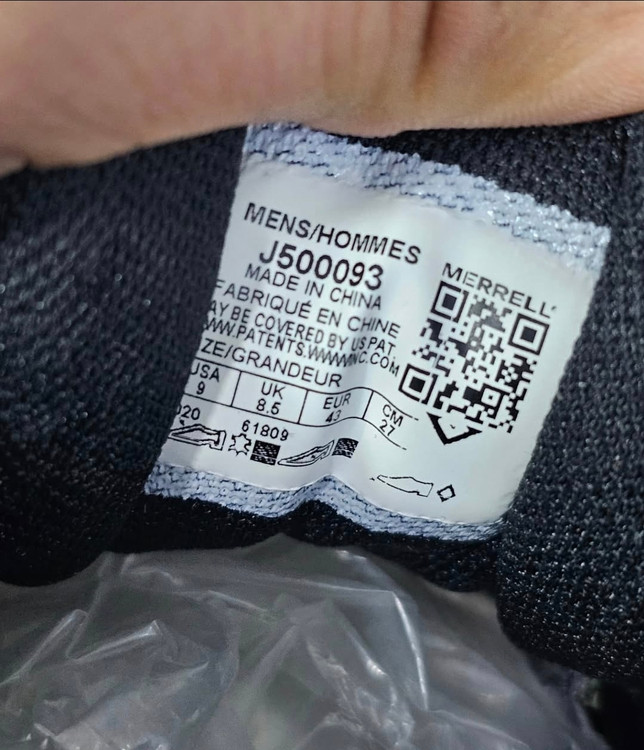 MENS/HOMMES
J500093
MADE IN CHINA
FABRIQUÉ EN CHINE
AY BE COVERED BY US PAT
WWW.PATENTS.WWWINC.COM
ZE/GRANDEUR
USA UK EUR CM
9 8.5 43 27
020 61809
MERRELL